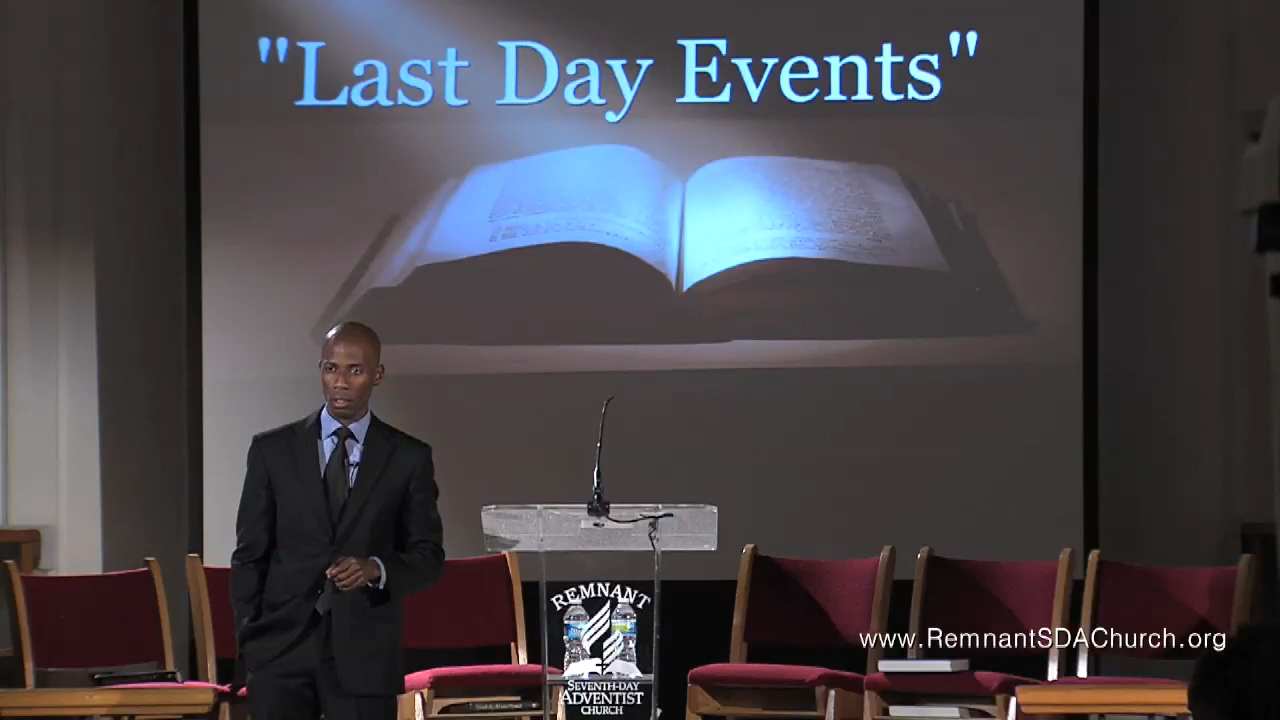 "Last Day Events"
www.RemnantSDAChurch.org
REMNANT
SEVENTH-DAY
ADVENTIST
CHURCH